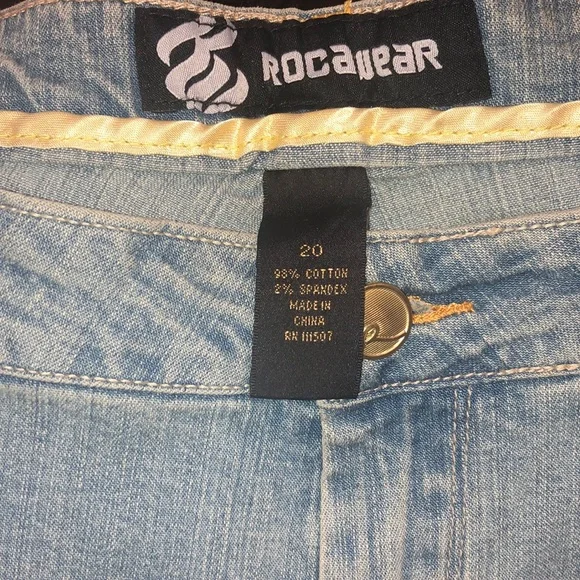 ROCAWEAR
20
98% COTTON
2% SPANDEX
MADE IN
CHINA
RN 111507